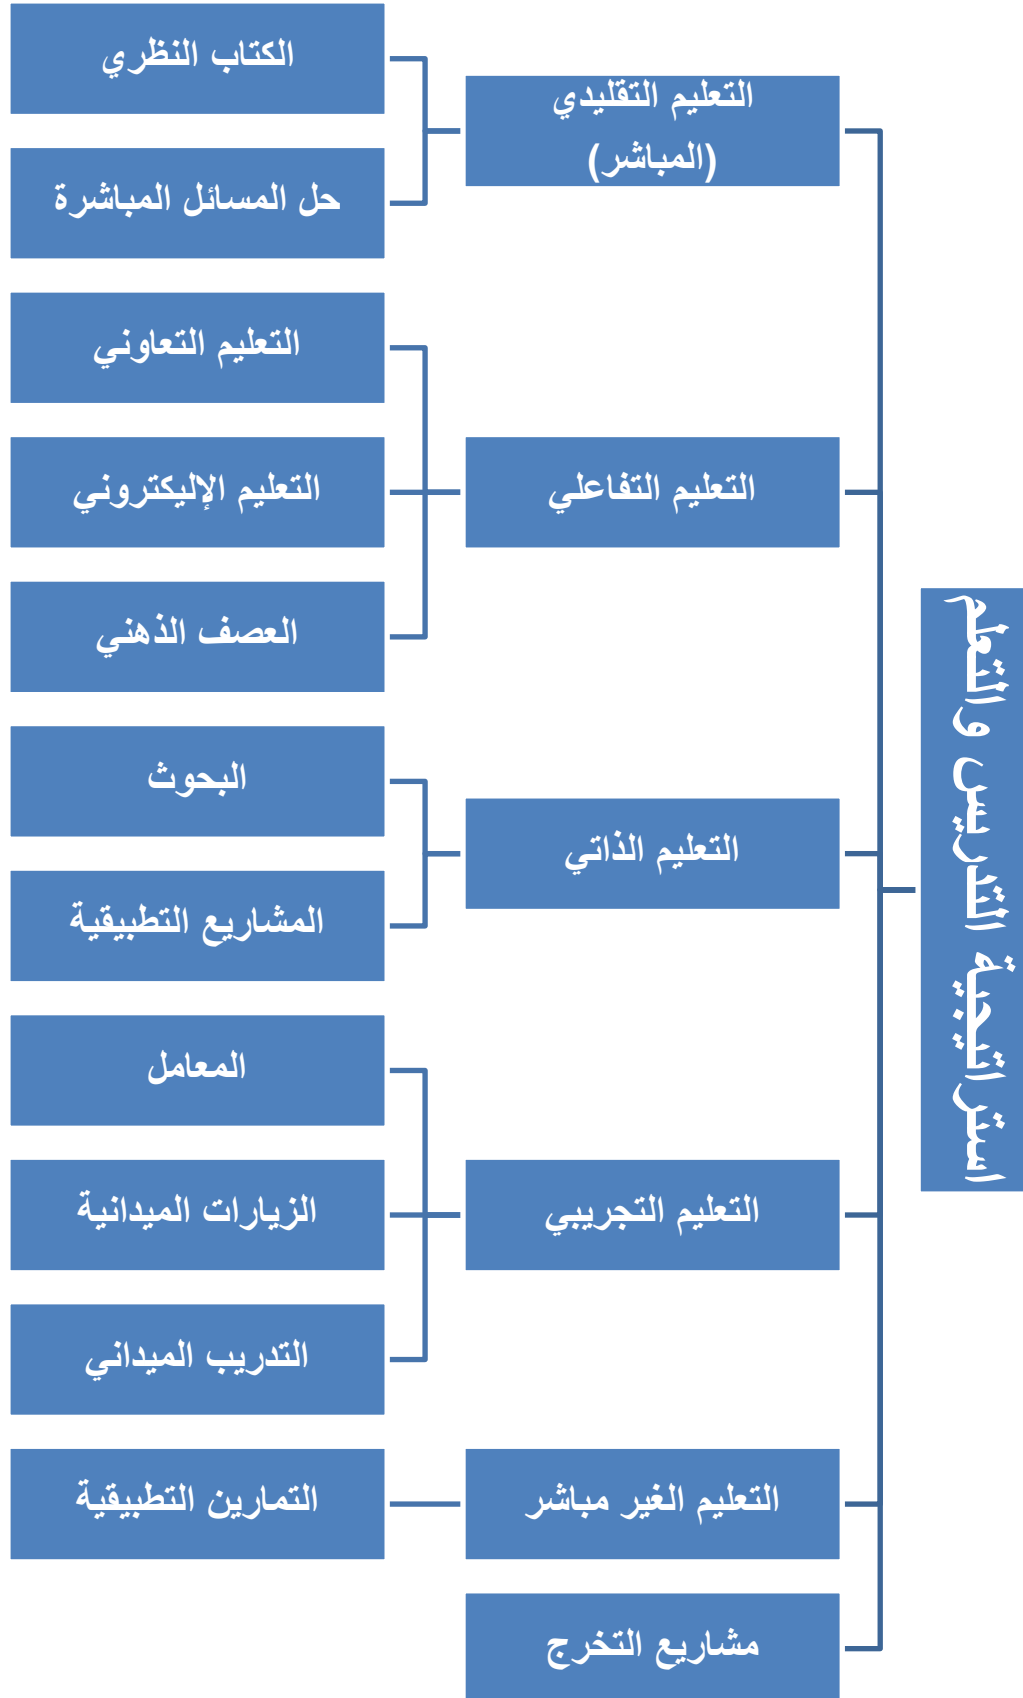 استراتيجية التدريس والتعلم
التعليم التقليدي
(المباشر)
الكتاب النظري
حل المسائل المباشرة
التعليم التفاعلي
التعليم التعاوني
التعليم الإليكتروني
العصف الذهني
التعليم الذاتي
البحوث
المشاريع التطبيقية
التعليم التجريبي
المعامل
الزيارات الميدانية
التدريب الميداني
التعليم الغير مباشر
التمارين التطبيقية
مشاريع التخرج